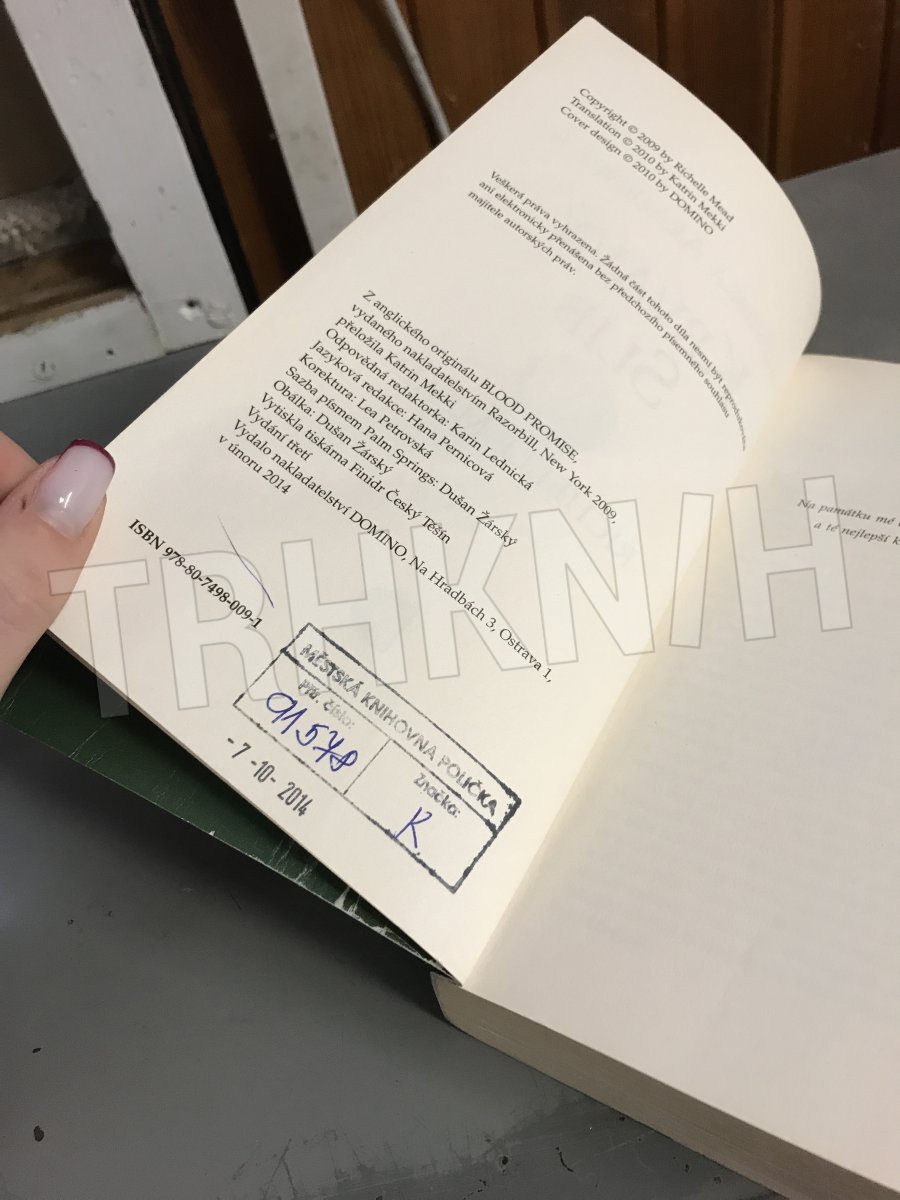 Copyright © 2009 by Richelle Mead
Translation © 2010 by Katrin Mekki
Cover design © 2010 by DOMINO
Veškerá práva vyhrazena. Žádná část tohoto díla nesmí být reprodukována
ani elektronicky přenášena bez předchozího písemného souhlasu
majitele autorských práv.
Z anglického originálu BLOOD PROMISE,
vydaného nakladatelstvím Razorbill, New York 2009,
přeložila Katrin Mekki
Odpovědná redaktorka: Karin Lednická
Jazyková redakce: Hana Pernicová
Korektura: Lea Petrovská
Sazba písmem Palm Springs: Dušan Žárský
Obálka: Dušan Žárský
Vytiskla tiskárna Finidr Český Těšín
Vydání třetí
Vydalo nakladatelství DOMINO, Na Hradbách 3, Ostrava 1,
v únoru 2014
ISBN 978-80-7498-009-1
MĚSTSKÁ KNIHOVNA POLIČKA
Přír. číslo:
Značka:
91578
K.
-7-10-2014
Na památku mé
a té nejlepší k
TRHKNIH